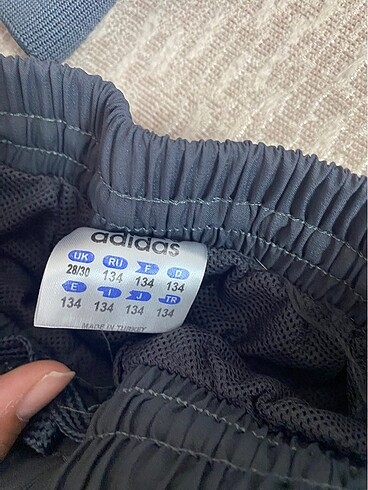 adidas
UK RU F D
28/30 134 134 134
E I J TR
134 134 134 134
MADE IN TURKEY